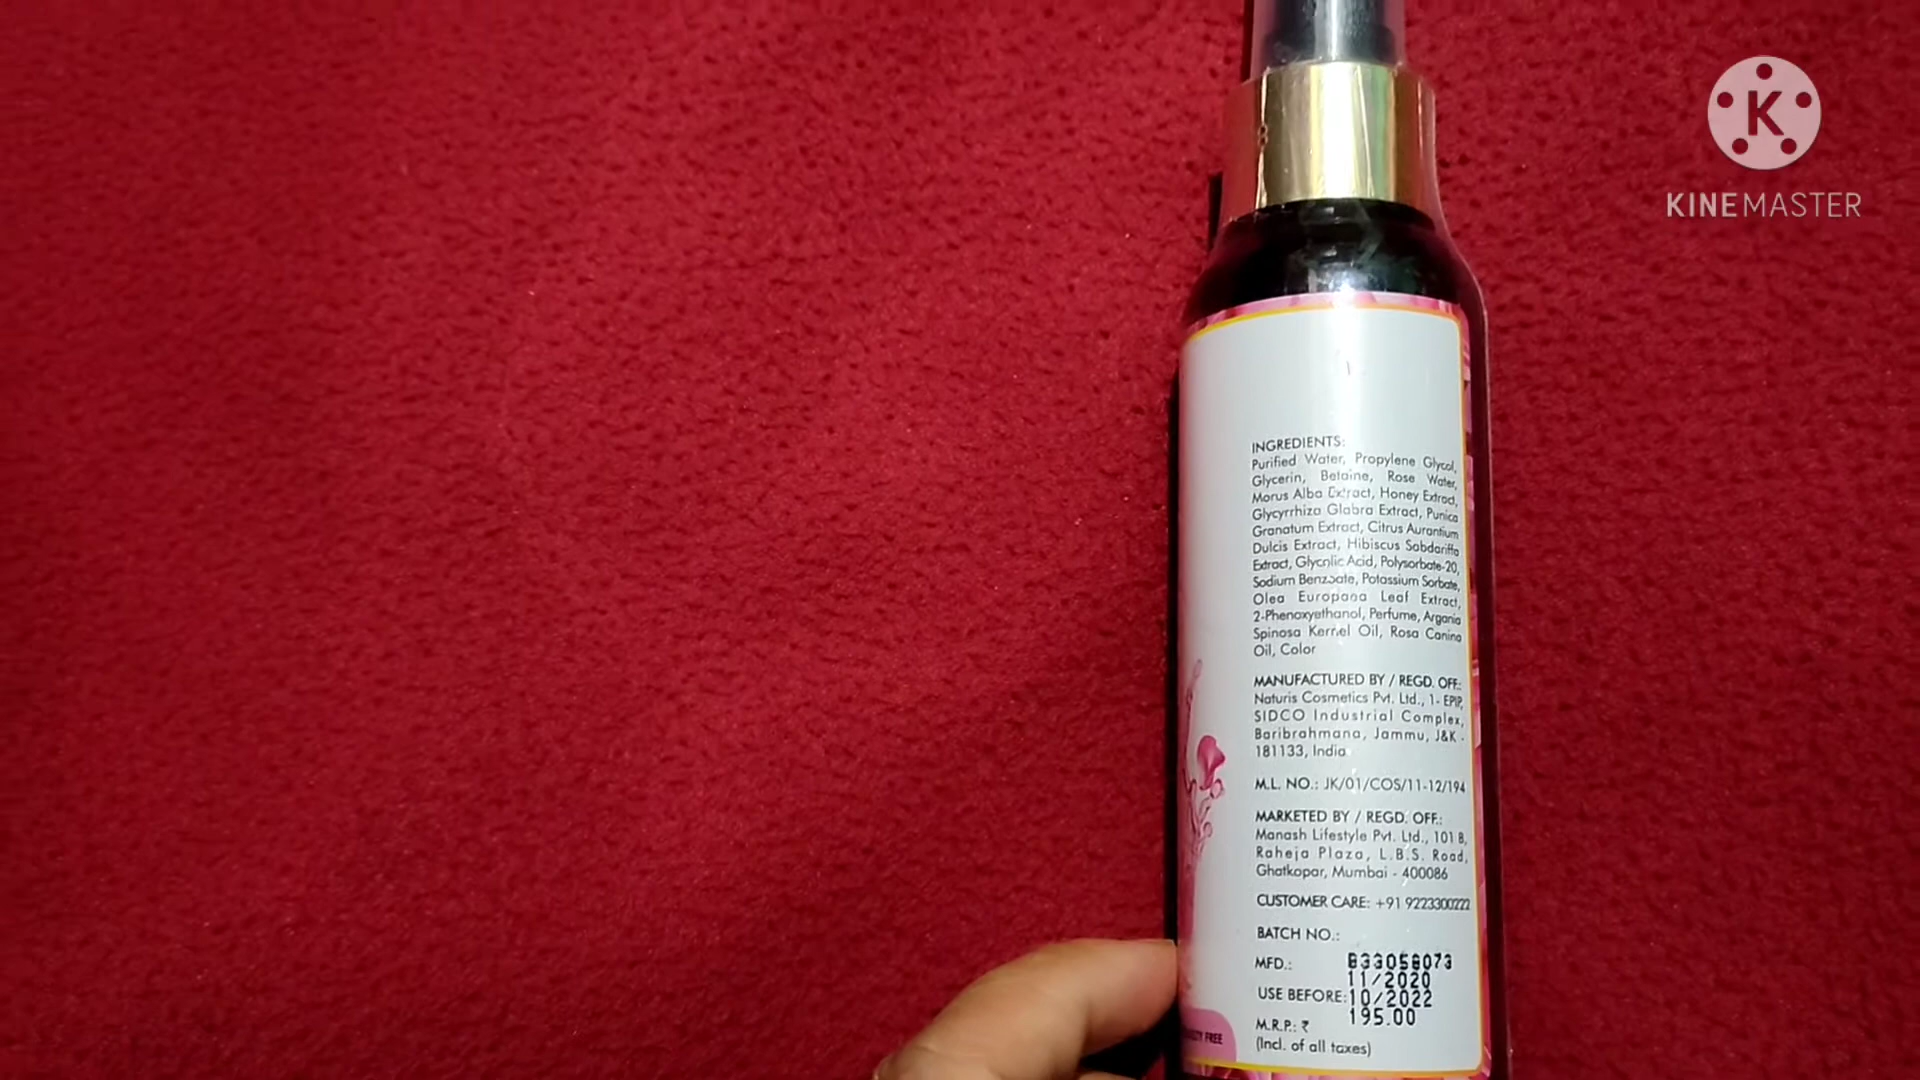 K
KINEMASTER
INGREDIENTS:
Purified Water, Propylene Glycol,
Glycerin, Betaine, Rose Water,
Morus Alba Extract, Honey Extract,
Glycyrrhiza Glabra Extract, Punica
Granatum Extract, Citrus Aurantium
Dulcis Extract, Hibiscus Sabdariffa
Extract, Glycolic Acid, Polysorbate-20,
Sodium Benzoate, Potassium Sorbate,
Olea Europana Leaf Extract,
2-Phenoxyethanol, Perfume, Argania
Spinosa Kernel Oil, Rosa Canina
Oil, Color
MANUFACTURED BY / REGD. OFF.:
Naturis Cosmetics Pvt. Ltd., 1- EPIP,
SIDCO Industrial Complex,
Baribrahmana, Jammu, J&K -
181133, India
M.L. NO.: JK/01/COS/11-12/194
MARKETED BY / REGD. OFF.:
Manash Lifestyle Pvt. Ltd., 101 B,
Raheja Plaza, L.B.S. Road,
Ghatkopar, Mumbai - 400086
CUSTOMER CARE: +91 9223300222
BATCH NO.:
B33058073
MFD.: 11/2020
USE BEFORE: 10/2022
M.R.P.: ₹ 195.00
(Incl. of all taxes)
FREE